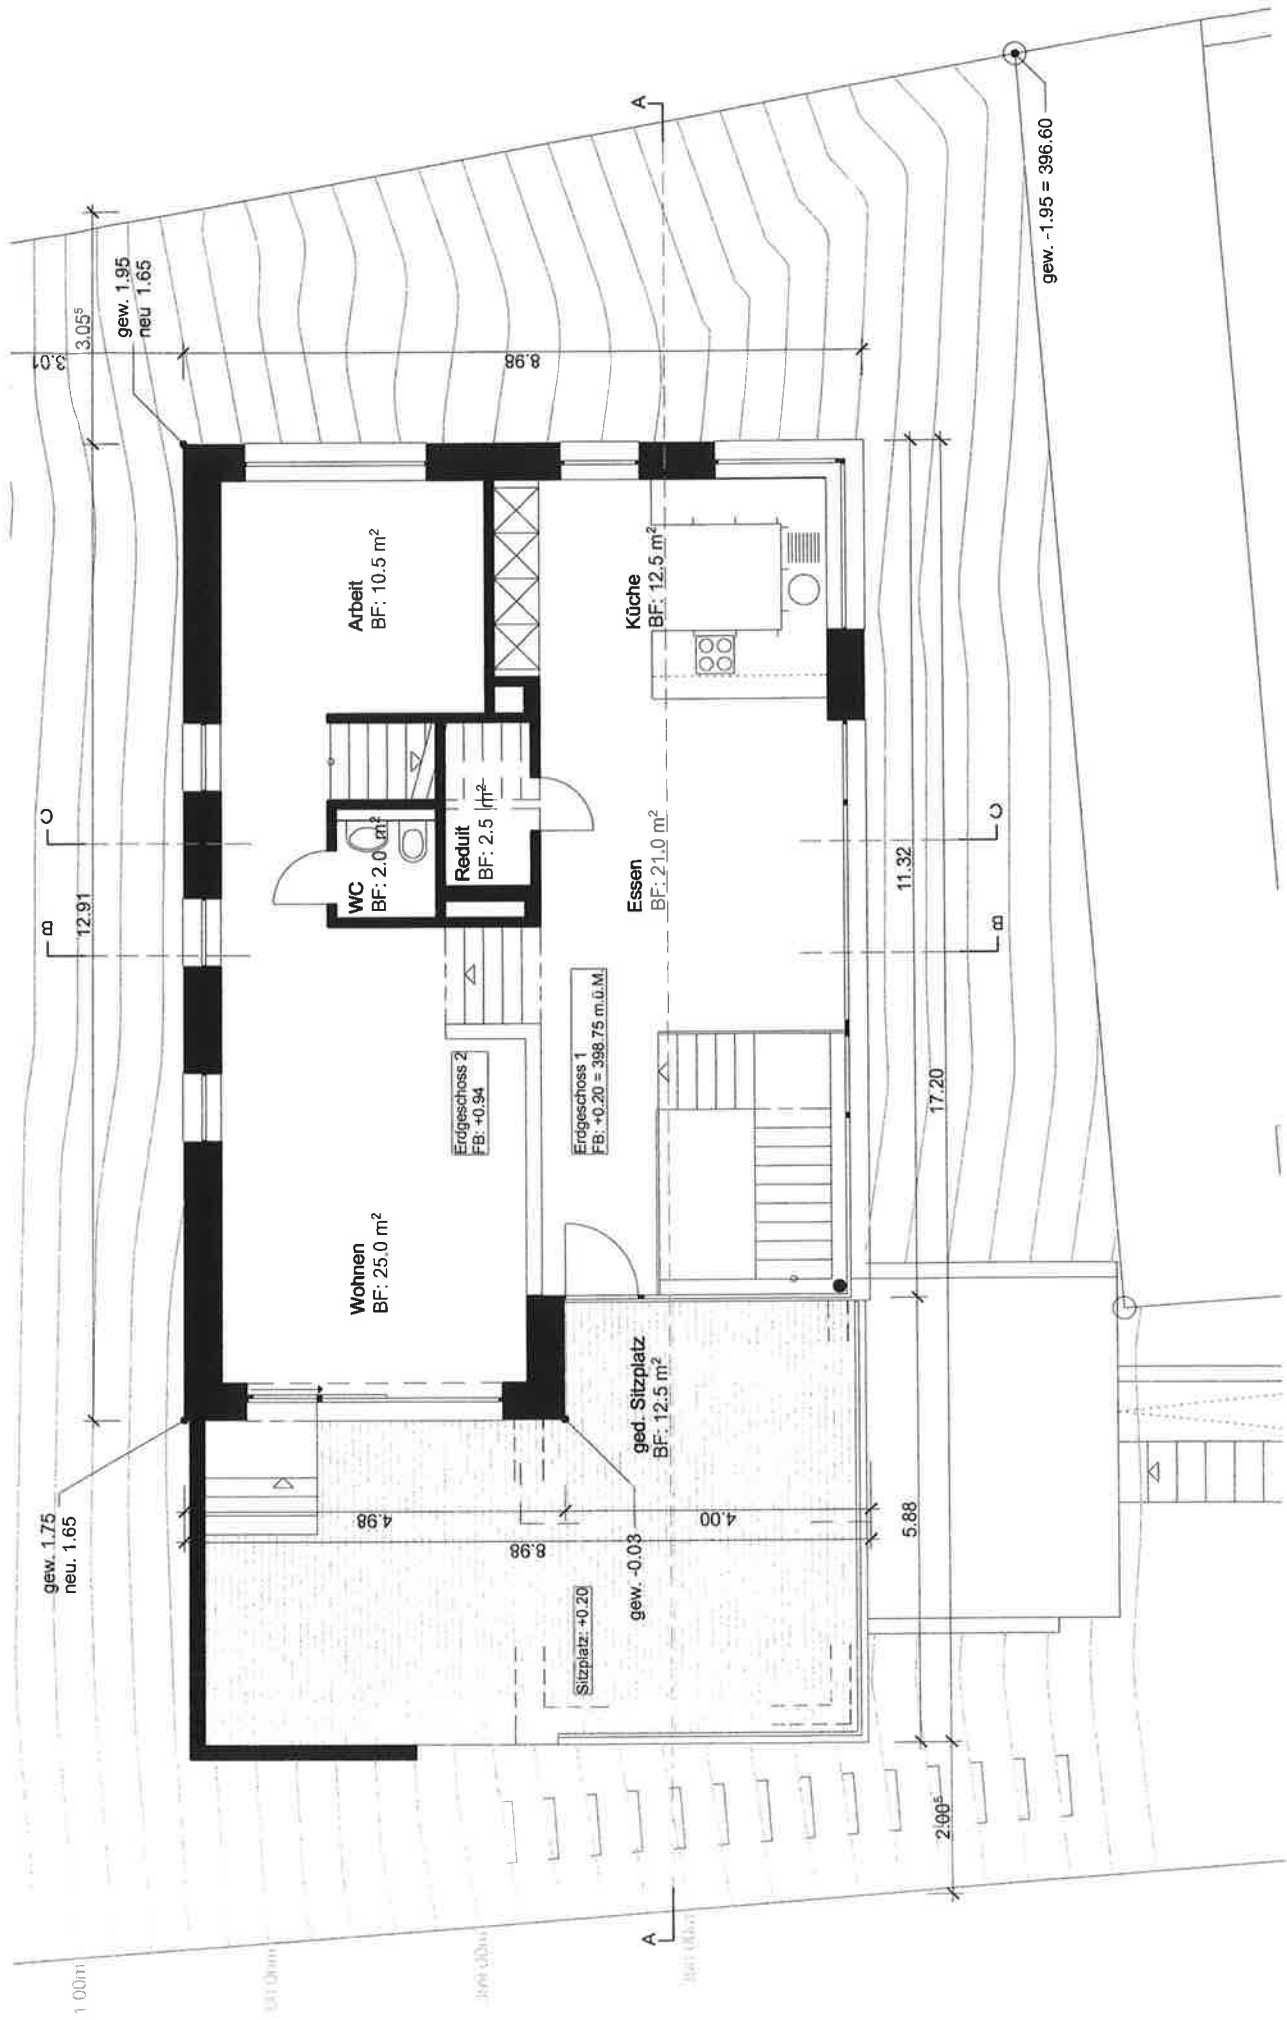 gew. 1.75
neu. 1.65
gew. 1.95
neu 1.65
3.05⁵
3.01
12.91
8.98
B
C
Wohnen
BF: 25.0 m²
WC
BF: 2.0 m²
Arbeit
BF: 10.5 m²
Reduit
BF: 2.5 m²
Erdgeschoss 2
FB: +0.94
Erdgeschoss 1
FB: +0.20 = 398.75 m.ü.M.
Essen
BF: 21.0 m²
Küche
BF: 12.5 m²
ged. Sitzplatz
BF: 12.5 m²
Sitzplatz: +0.20
gew. -0.03
4.98
4.00
8.98
A
A
B
C
5.88
11.32
17.20
2.00⁵
gew. -1.95 = 396.60